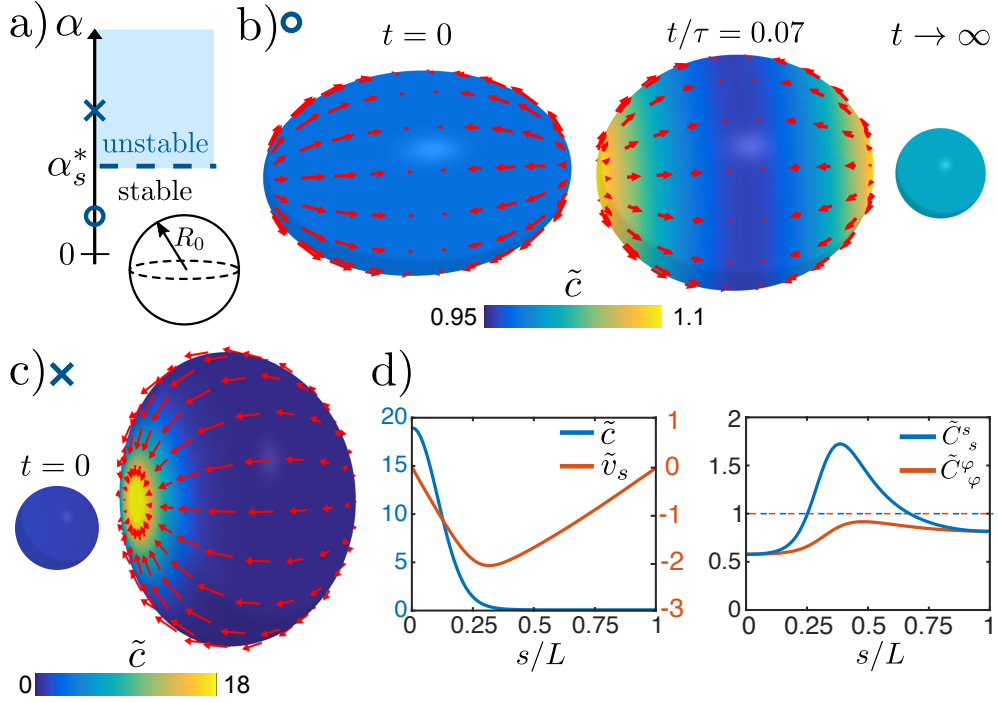 a)
α
unstable
α*ₛ
stable
0
R₀
b)
t = 0
t/τ = 0.07
t → ∞
c̃
0.95
1.1
c)
t = 0
c̃
0
18
d)
20
15
10
5
0
1
0
-1
-2
-3
c̃
ṽₛ
0
0.25
0.5
0.75
1
s/L
2
1.5
1
0.5
0
C̃ˢₛ
C̃ᵠᵩ
0
0.25
0.5
0.75
1
s/L